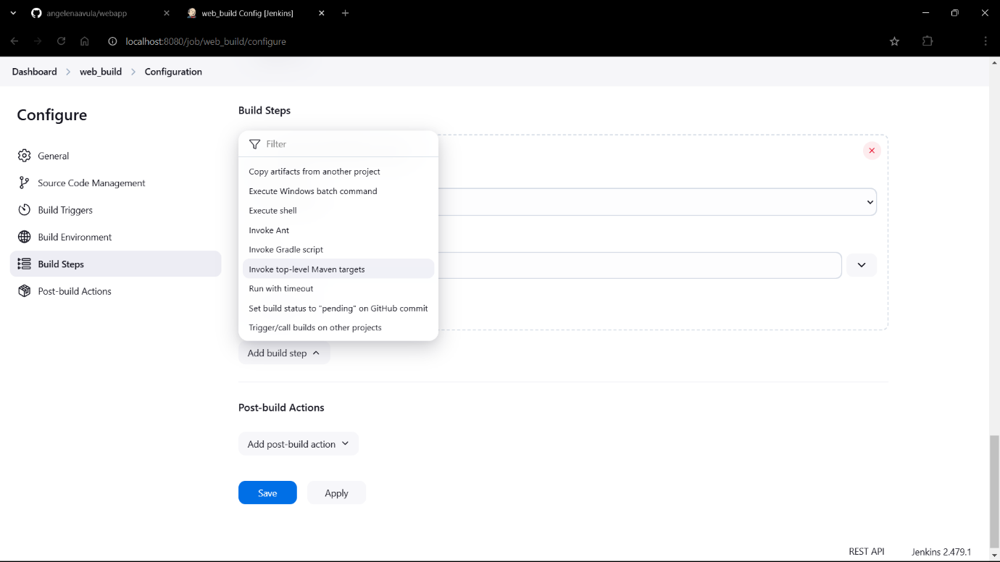 angelenaavula/webapp
web_build Config [Jenkins]
localhost:8080/job/web_build/configure
Dashboard
web_build
Configuration
Configure
General
Source Code Management
Build Triggers
Build Environment
Build Steps
Post-build Actions
Build Steps
Filter
Copy artifacts from another project
Execute Windows batch command
Execute shell
Invoke Ant
Invoke Gradle script
Invoke top-level Maven targets
Run with timeout
Set build status to "pending" on GitHub commit
Trigger/call builds on other projects
Add build step
Post-build Actions
Add post-build action
Save
Apply
REST API
Jenkins 2.479.1